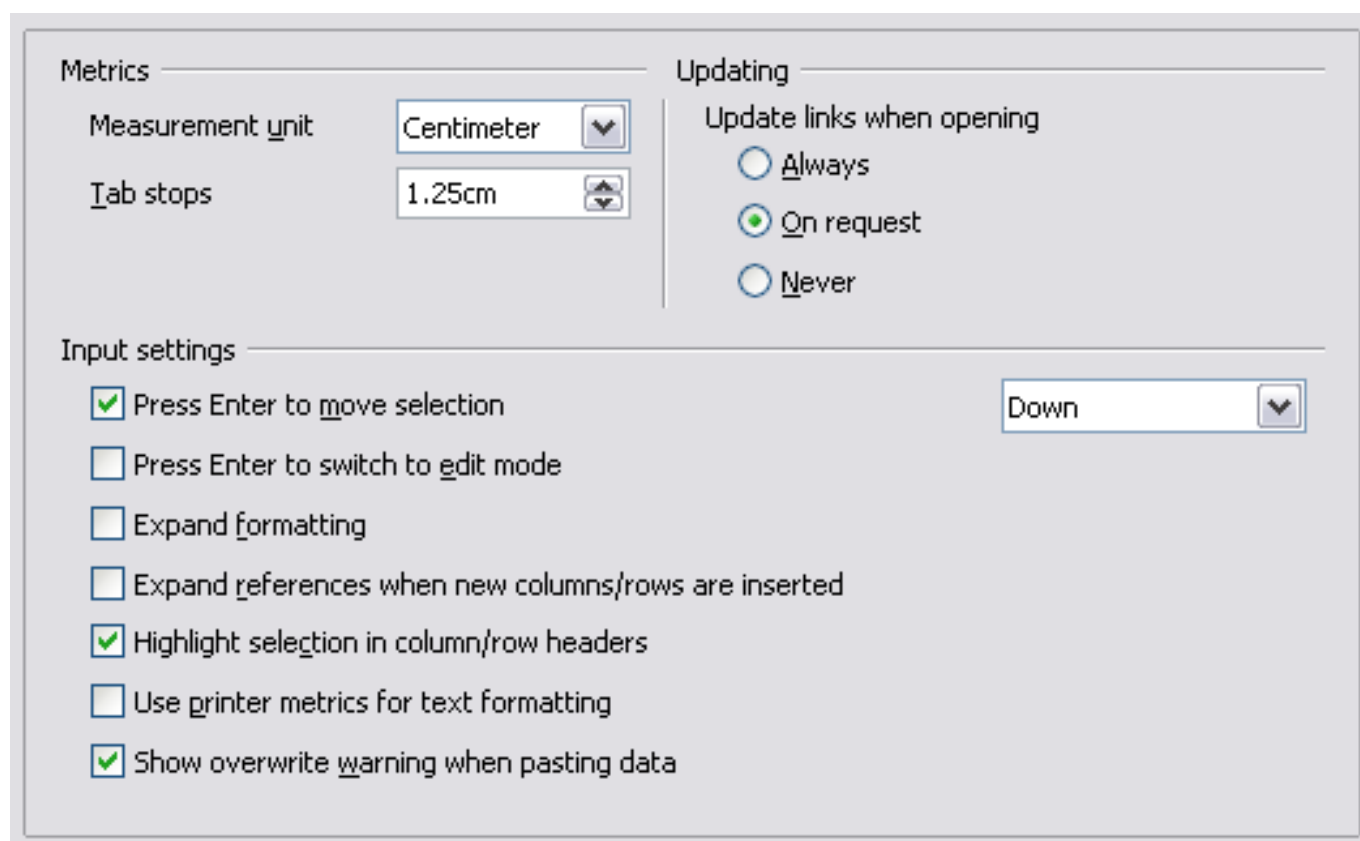 Metrics
Measurement unit
Centimeter
Tab stops
1.25cm
Updating
Update links when opening
Always
On request
Never
Input settings
Press Enter to move selection
Down
Press Enter to switch to edit mode
Expand formatting
Expand references when new columns/rows are inserted
Highlight selection in column/row headers
Use printer metrics for text formatting
Show overwrite warning when pasting data